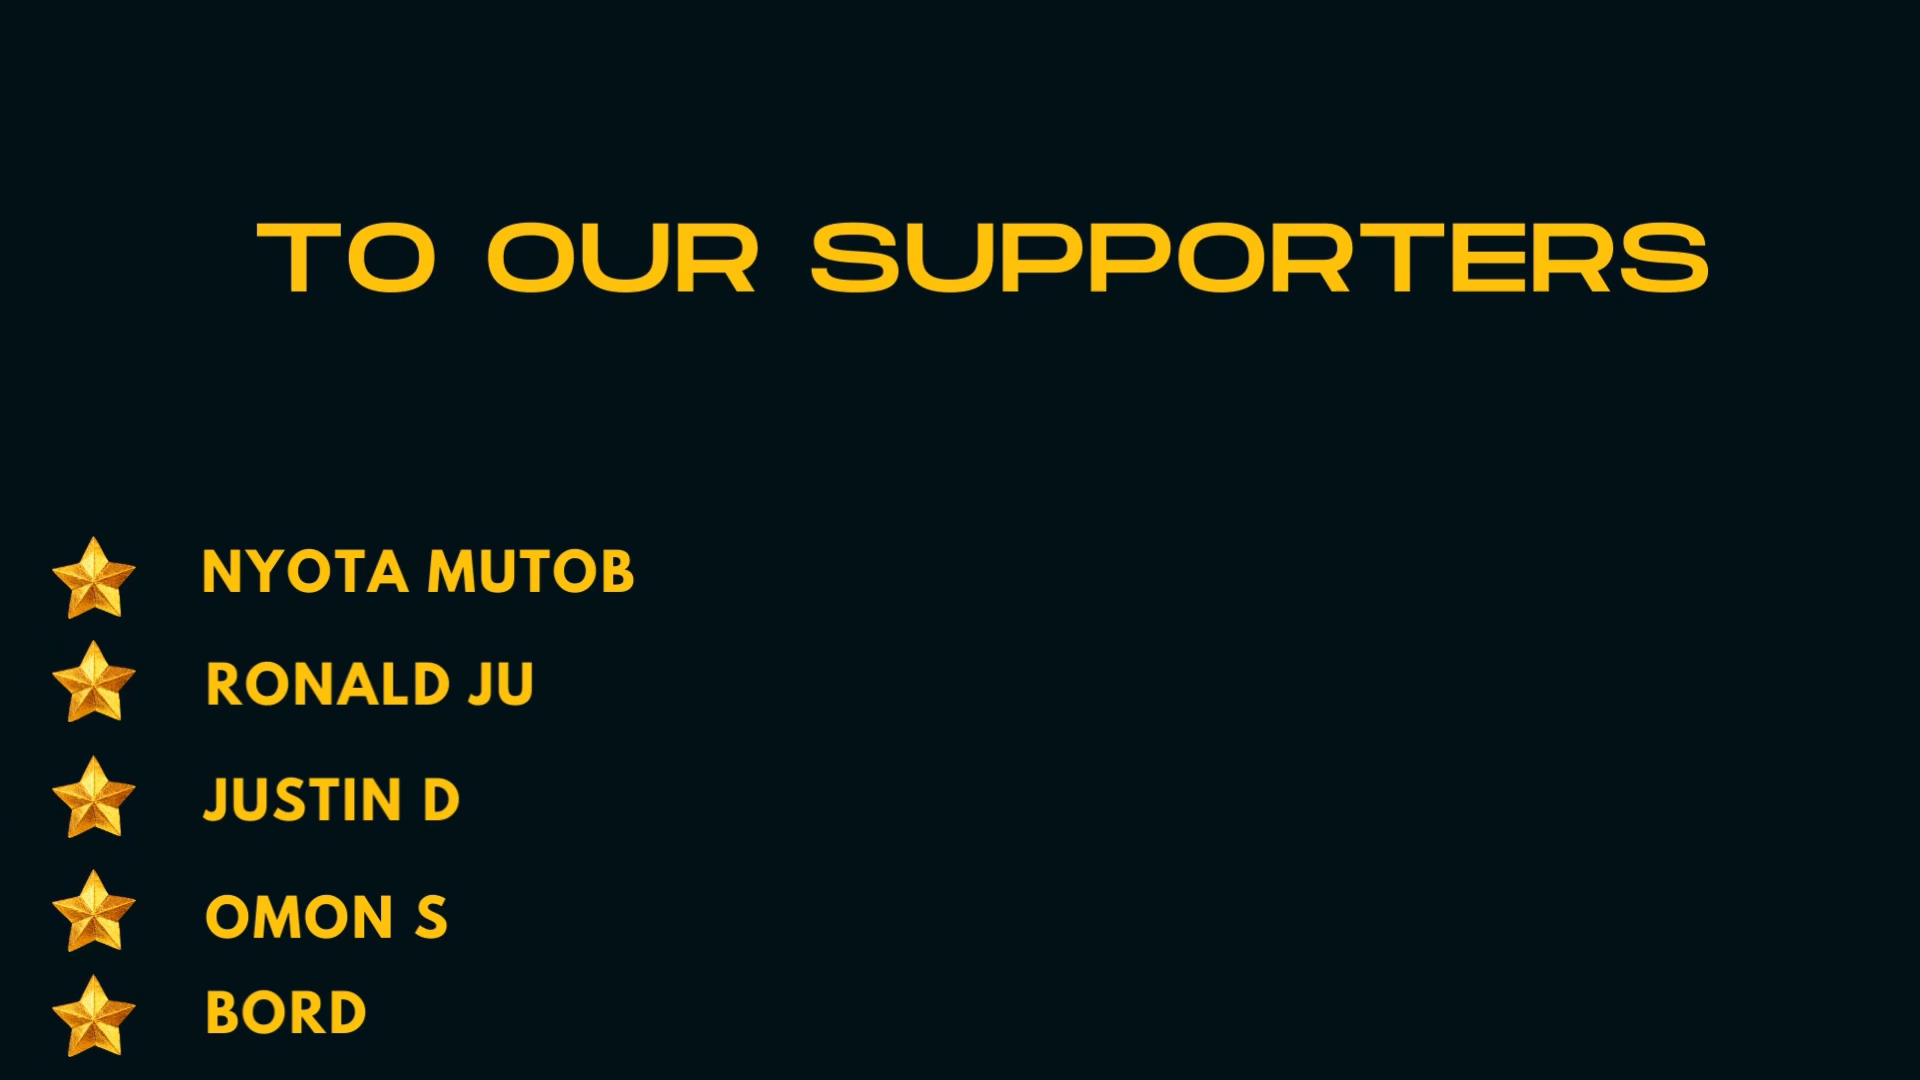 TO OUR SUPPORTERS
NYOTA MUTOB
RONALD JU
JUSTIN D
OMON S
BORD